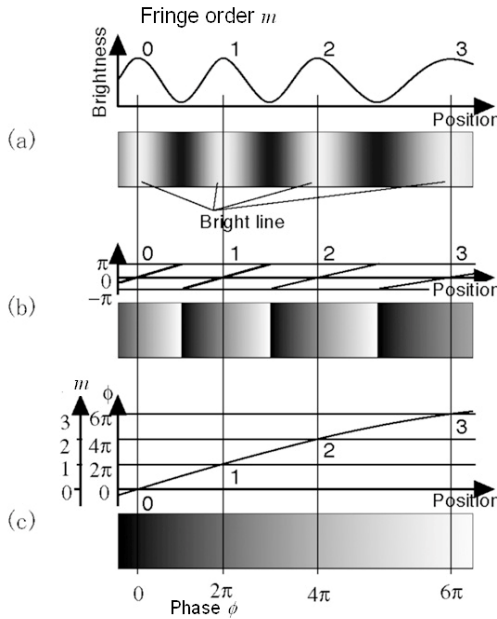 Fringe order m
0 1 2 3
Brightness
Position
(a)
Bright line
π
0
−π
0 1 2 3
Position
(b)
m ϕ
3 6π
2 4π
1 2π
0 0
0 1 2 3
Position
(c)
0 2π 4π 6π
Phase ϕ